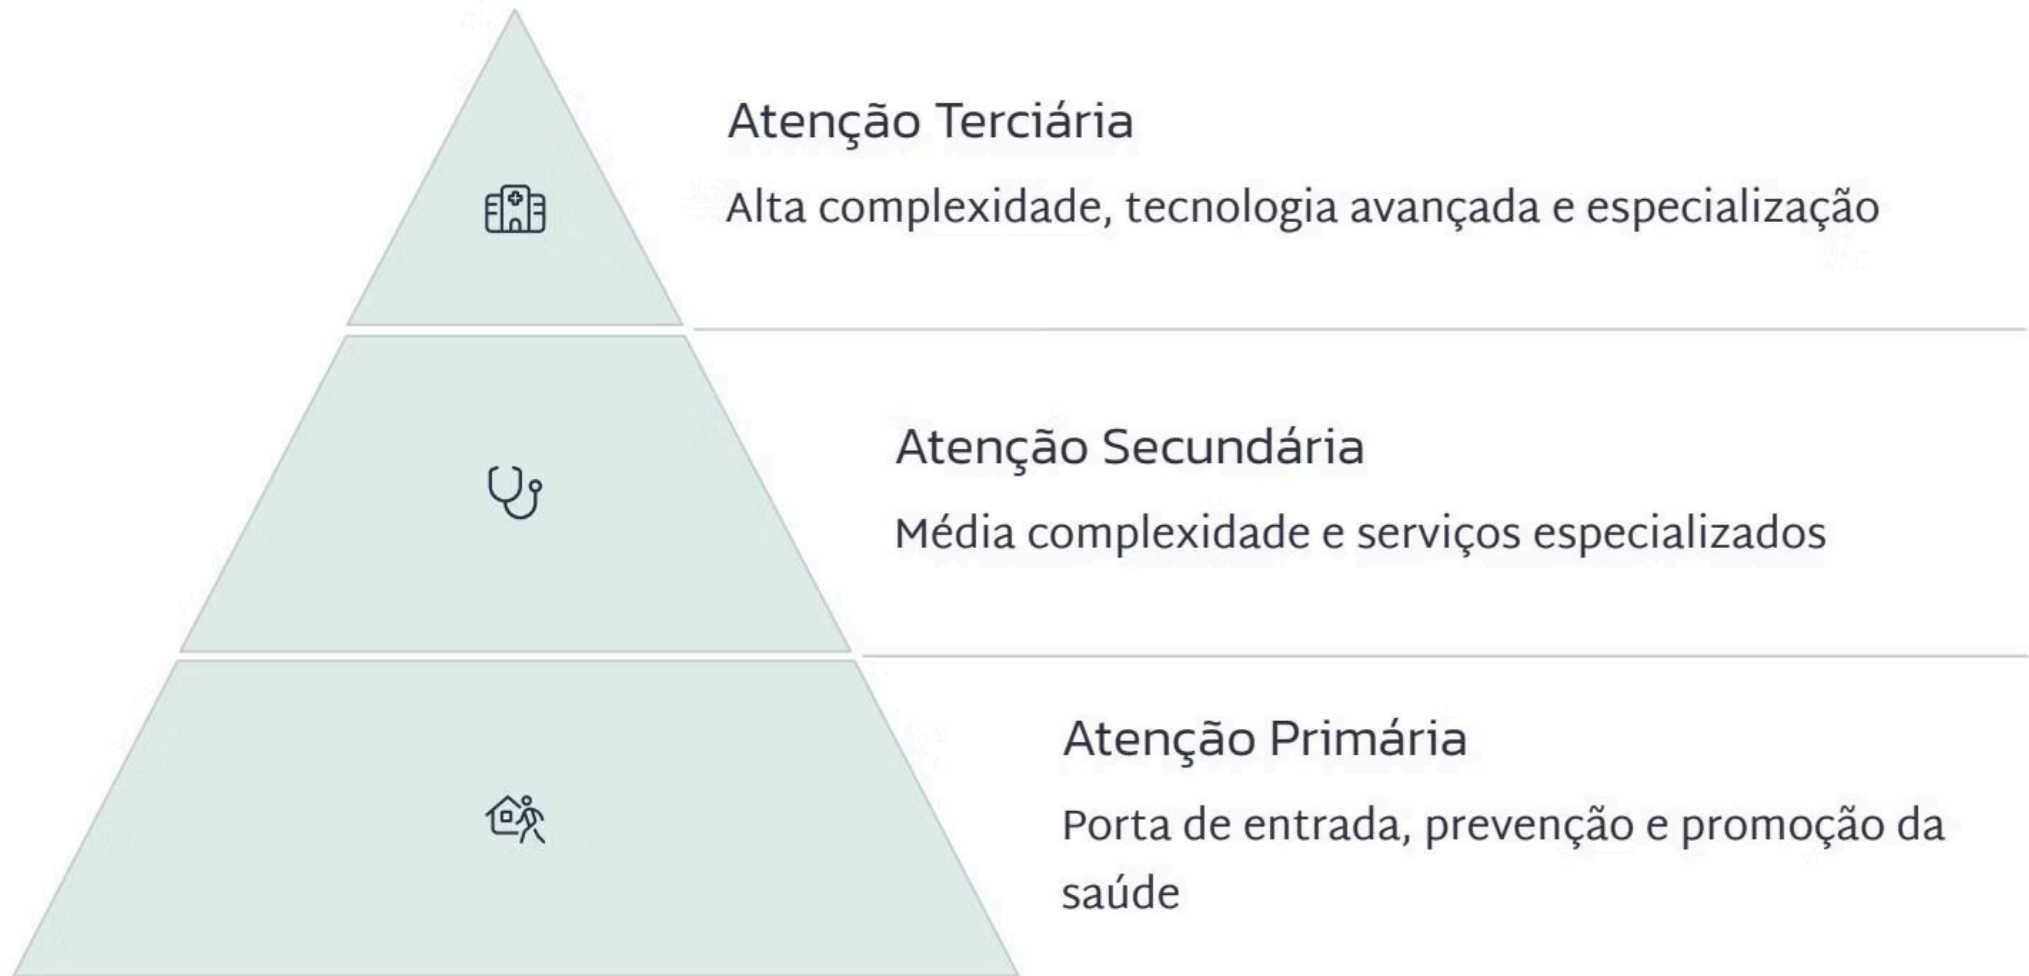 Atenção Terciária
Alta complexidade, tecnologia avançada e especialização
Atenção Secundária
Média complexidade e serviços especializados
Atenção Primária
Porta de entrada, prevenção e promoção da
saúde